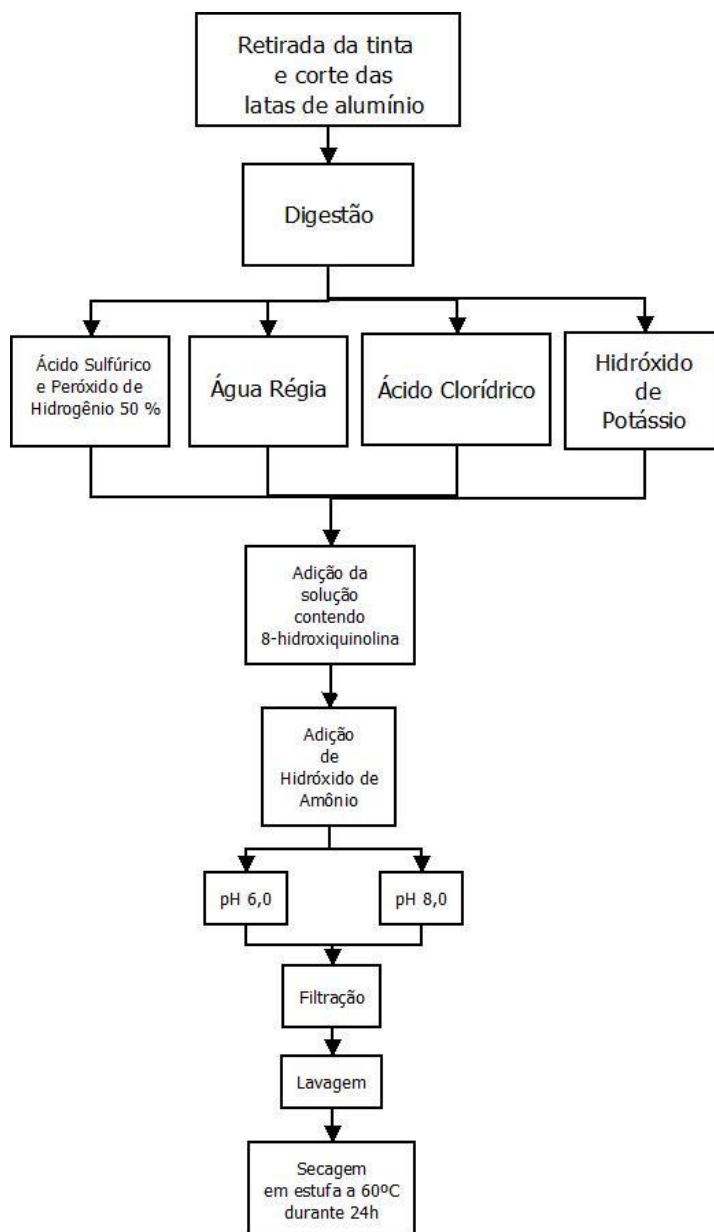 Retirada da tinta
e corte das
latas de alumínio
Digestão
Ácido Sulfúrico
e Peróxido de
Hidrogênio 50 %
Água Régia
Ácido Clorídrico
Hidróxido
de
Potássio
Adição da
solução
contendo
8-hidroxiquinolina
Adição
de
Hidróxido de
Amônio
pH 6,0
pH 8,0
Filtração
Lavagem
Secagem
em estufa a 60ºC
durante 24h